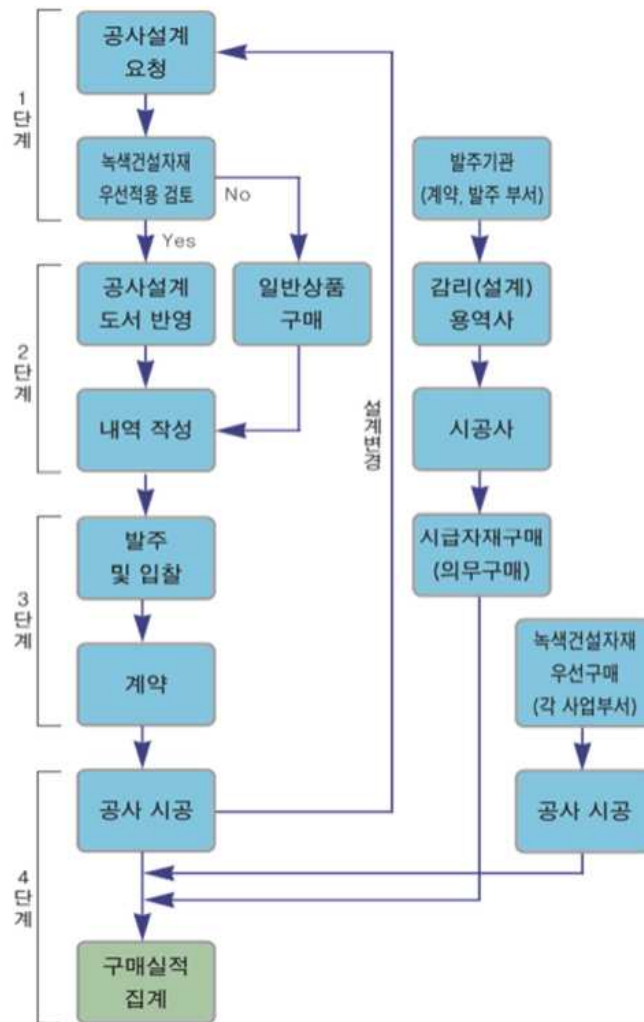 1단계
공사설계
요청
녹색건설자재
우선적용 검토
No
Yes
2단계
공사설계
도서 반영
일반상품
구매
내역 작성
3단계
발주
및 입찰
계약
4단계
공사 시공
구매실적
집계
설계변경
발주기관
(계약, 발주 부서)
감리(설계)
용역사
시공사
시급자재구매
(의무구매)
녹색건설자재
우선구매
(각 사업부서)
공사 시공